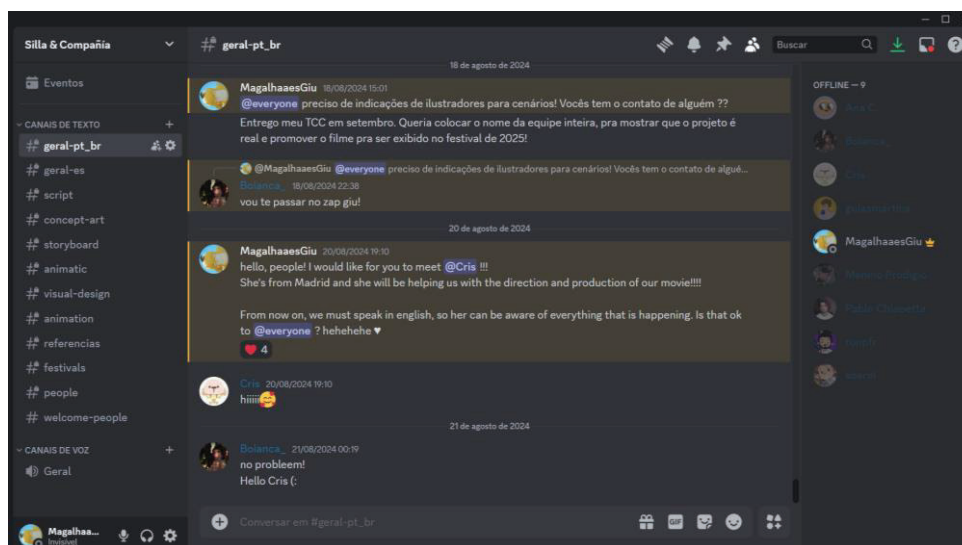 Silla & Compañía
geral-pt_br
Buscar
Eventos
CANAIS DE TEXTO
geral-pt_br
geral-es
script
concept-art
storyboard
animatic
visual-design
animation
referencias
festivals
people
welcome-people
CANAIS DE VOZ
Geral
Magalhaa...
Invisível
18 de agosto de 2024
MagalhaaesGiu 18/08/2024 15:01
@everyone preciso de indicações de ilustradores para cenários! Vocês tem o contato de alguém ??
Entrego meu TCC em setembro. Queria colocar o nome da equipe inteira, pra mostrar que o projeto é
real e promover o filme pra ser exibido no festival de 2025!
@MagalhaaesGiu @everyone preciso de indicações de ilustradores para cenários! Vocês tem o contato de algué...
Boianca_ 18/08/2024 22:38
vou te passar no zap giu!
20 de agosto de 2024
MagalhaaesGiu 20/08/2024 19:10
hello, people! I would like for you to meet @Cris !!!
She's from Madrid and she will be helping us with the direction and production of our movie!!!!
From now on, we must speak in english, so her can be aware of everything that is happening. Is that ok
to @everyone ? hehehehe ♥
❤️ 4
Cris 20/08/2024 19:10
hiiiii🥰
21 de agosto de 2024
Boianca_ 21/08/2024 00:19
no probleem!
Hello Cris (:
Conversar em #geral-pt_br
GIF
OFFLINE — 9
Boianca_
Cris
MagalhaaesGiu